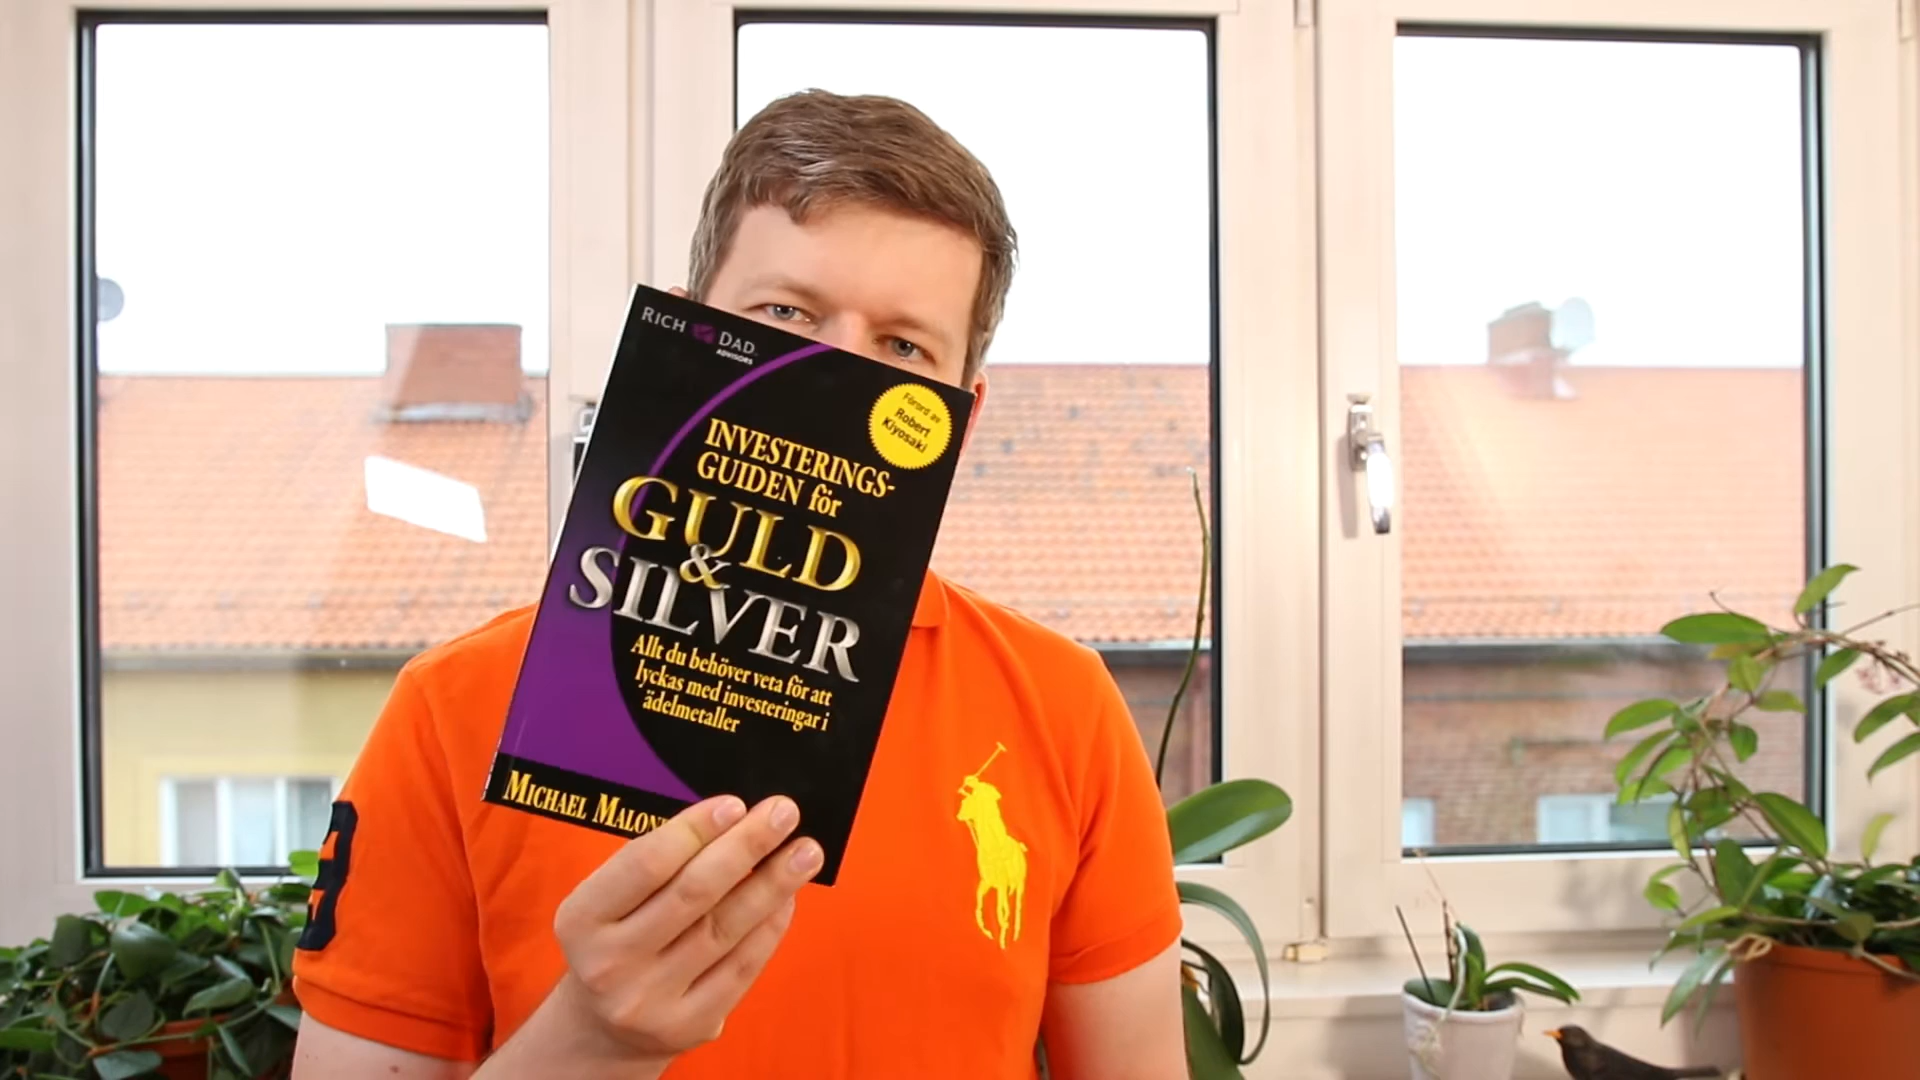 RICH DAD
ADVISORS
Förord av
Robert
Kiyosaki
INVESTERINGS-
GUIDEN för
GULD
&
SILVER
Allt du behöver veta för att
lyckas med investeringar i
ädelmetaller
MICHAEL MALON